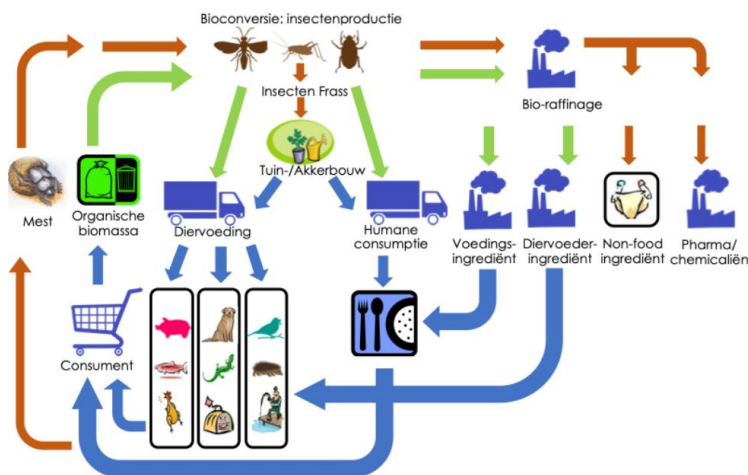 Bioconversie: insectenproductie
Insecten Frass
Bio-raffinage
Tuin-/Akkerbouw
Mest
Organische
biomassa
Diervoeding
Humane
consumptie
Voedings-
ingrediënt
Diervoeder-
ingrediënt
Non-food
ingrediënt
Pharma/
chemicaliën
Consument